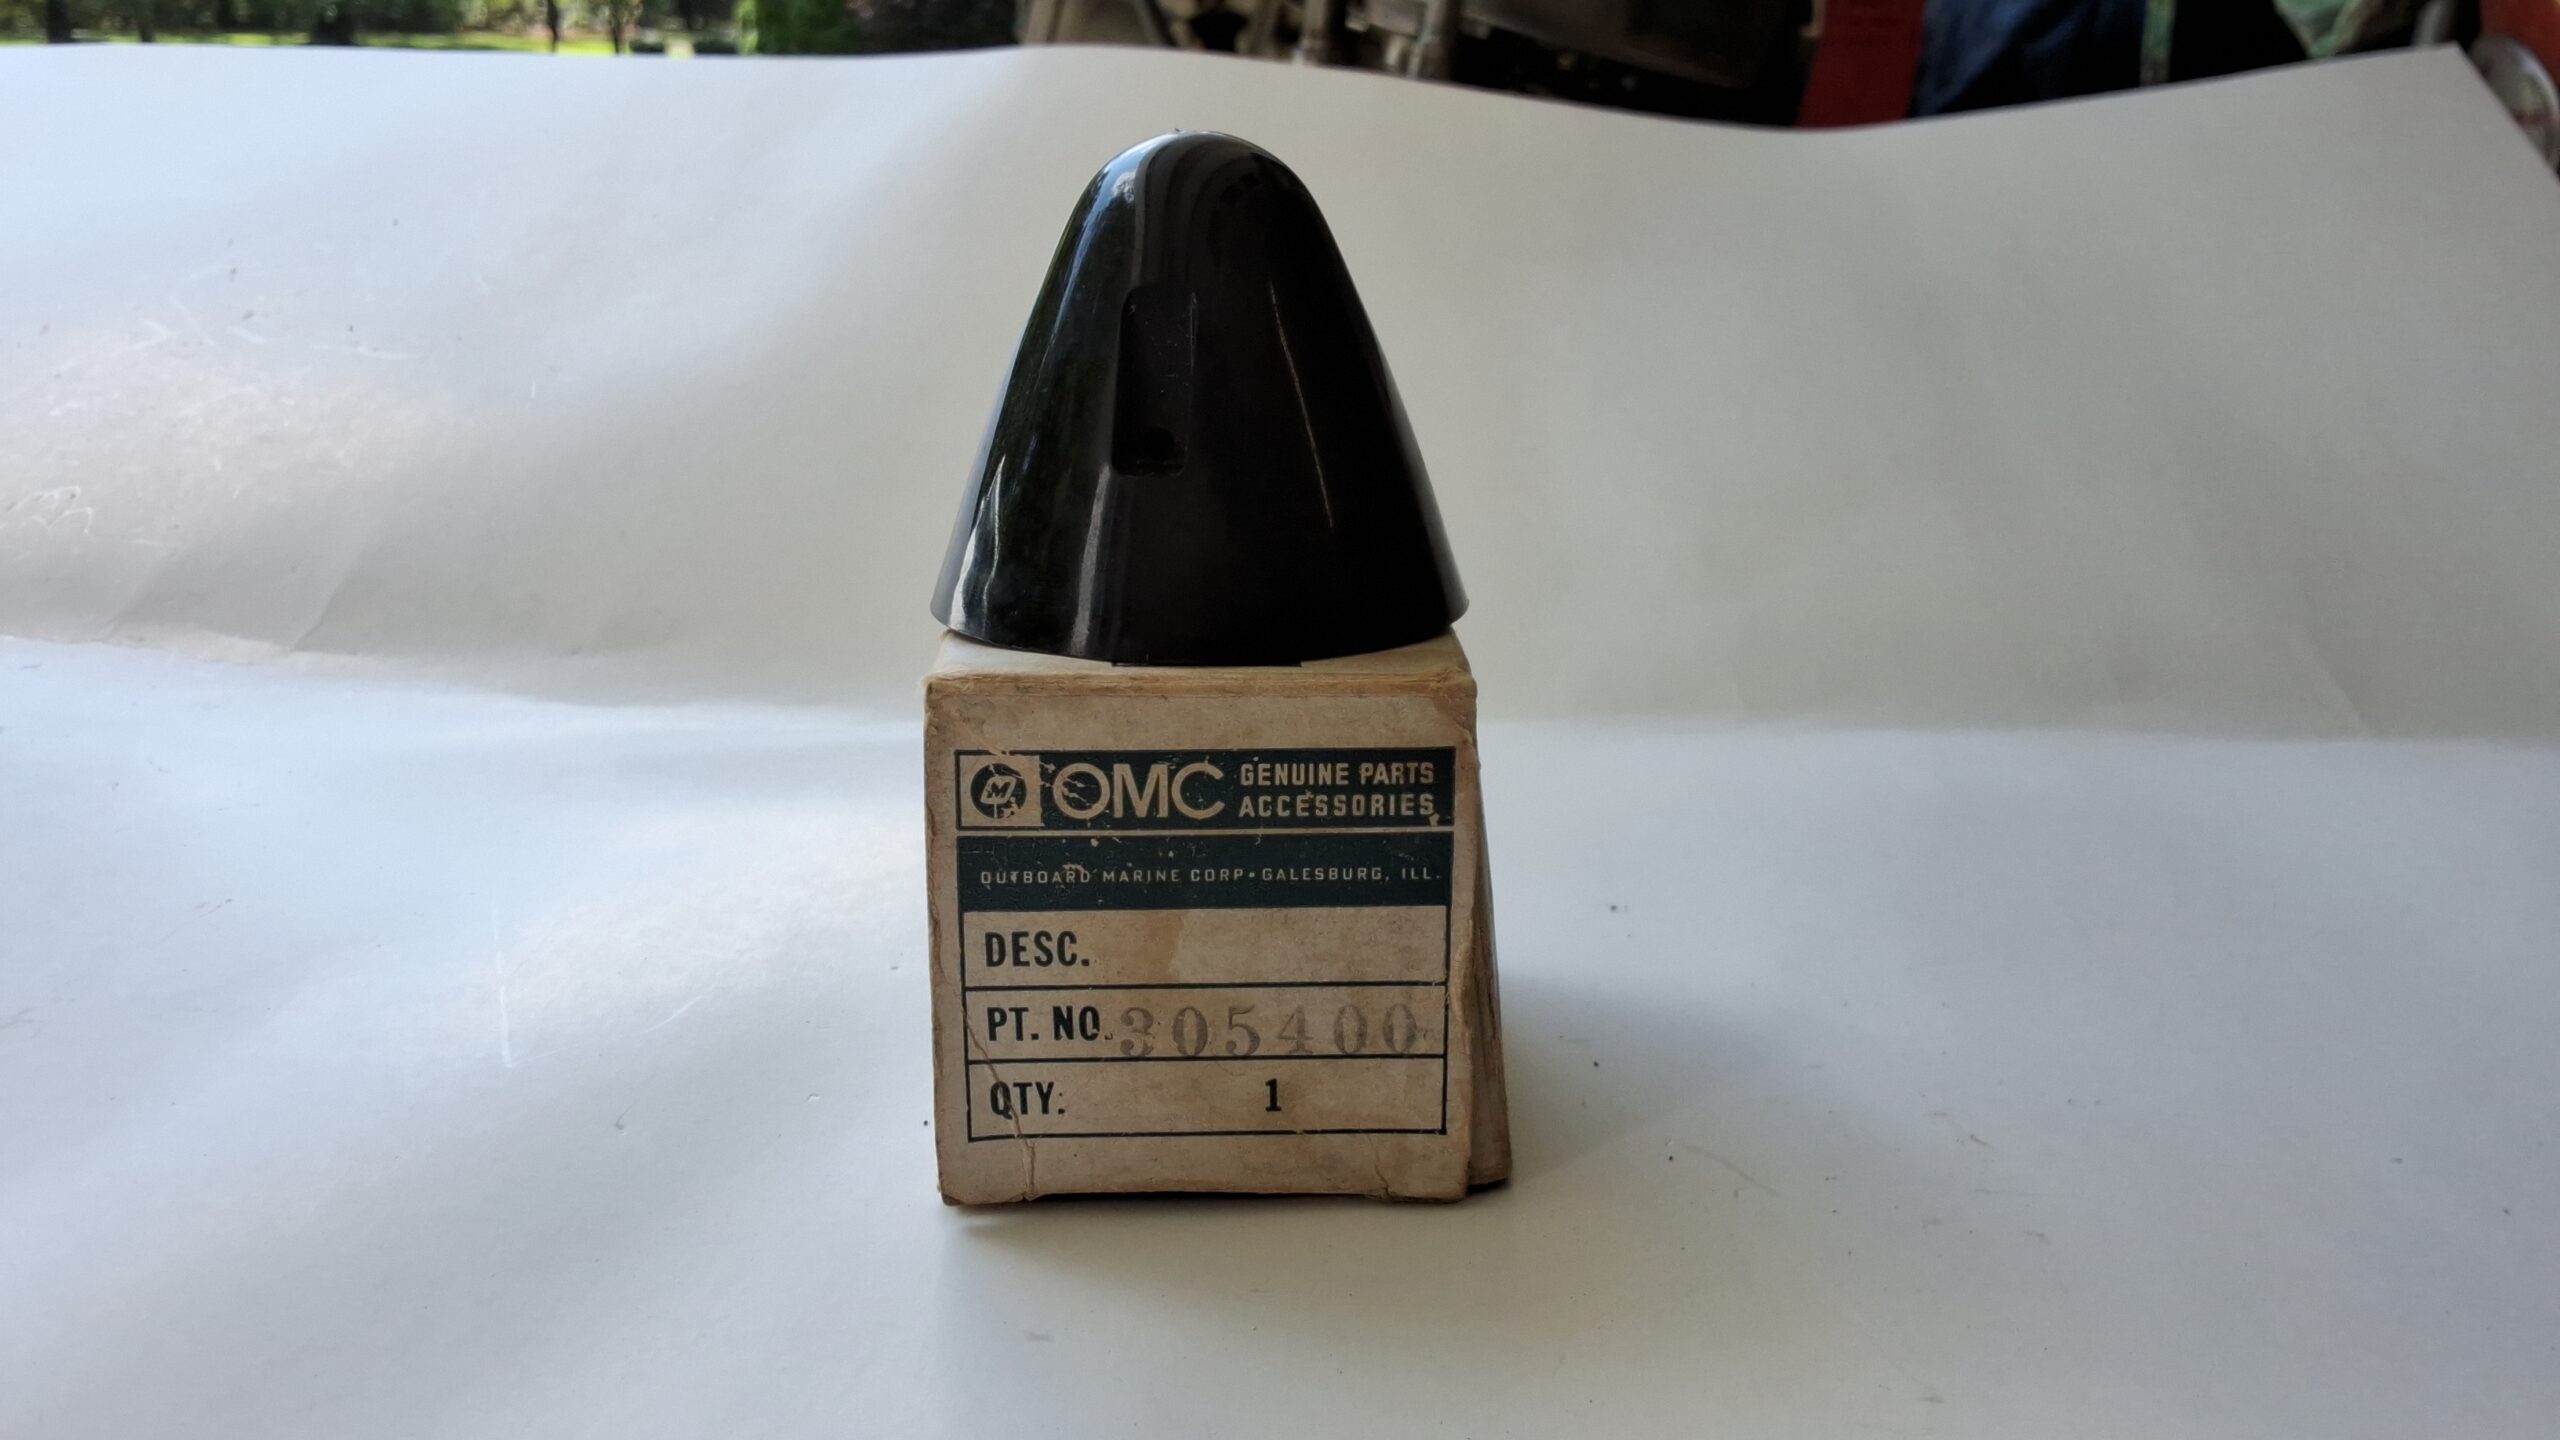 M
OMC
GENUINE PARTS
ACCESSORIES
OUTBOARD MARINE CORP•GALESBURG, ILL.
DESC.
PT. NO. 305400
QTY. 1